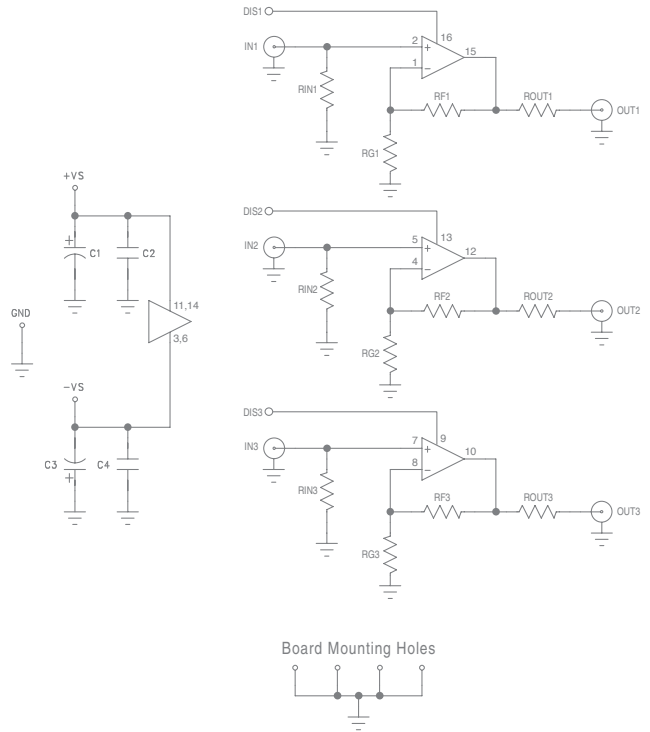 DIS1
16
IN1
2
+
15
1
−
RIN1
RF1
ROUT1
OUT1
RG1
+VS
+
C1
C2
11,14
GND
3,6
−VS
C3
+
C4
DIS2
13
IN2
5
+
12
4
−
RIN2
RF2
ROUT2
OUT2
RG2
DIS3
9
IN3
7
+
10
8
−
RIN3
RF3
ROUT3
OUT3
RG3
Board Mounting Holes